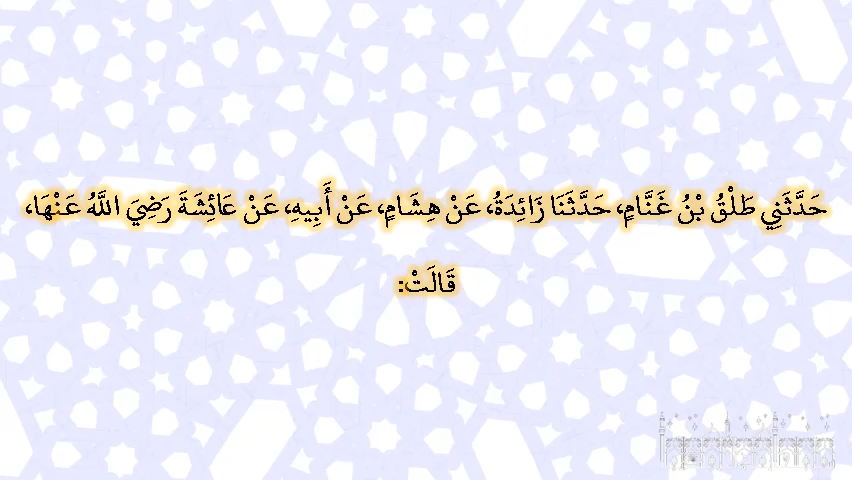 حَدَّثَنِي طَلْقُ بْنُ غَنَّامٍ، حَدَّثَنَا زَائِدَةُ، عَنْ هِشَامٍ، عَنْ أَبِيهِ، عَنْ عَائِشَةَ رَضِيَ اللَّهُ عَنْهَا،
قَالَتْ: